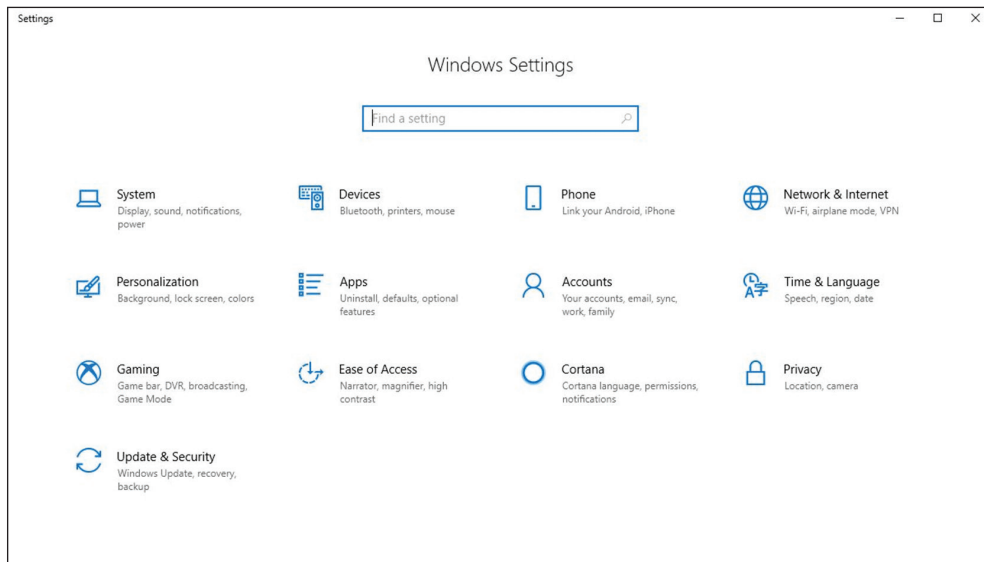 Settings
Windows Settings
Find a setting
System
Display, sound, notifications,
power
Devices
Bluetooth, printers, mouse
Phone
Link your Android, iPhone
Network & Internet
Wi-Fi, airplane mode, VPN
Personalization
Background, lock screen, colors
Apps
Uninstall, defaults, optional
features
Accounts
Your accounts, email, sync,
work, family
Time & Language
Speech, region, date
Gaming
Game bar, DVR, broadcasting,
Game Mode
Ease of Access
Narrator, magnifier, high
contrast
Cortana
Cortana language, permissions,
notifications
Privacy
Location, camera
Update & Security
Windows Update, recovery,
backup